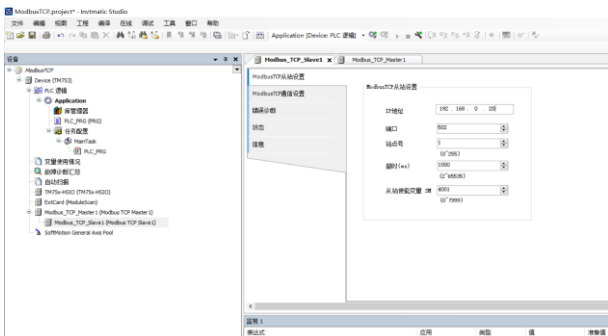 ModbusTCP.project* - Invtmatic Studio
文件 编辑 视图 工程 编译 在线 调试 工具 窗口 帮助
Application [Device: PLC 逻辑]
设备
ModbusTCP
Device (TM753)
PLC 逻辑
Application
库管理器
PLC_PRG (PRG)
任务配置
MainTask
PLC_PRG
变量使用情况
故障诊断汇总
自动扫描
TM75x-HSIO (TM75x-HSIO)
ExtCard (ModuleScan)
Modbus_TCP_Master1 (Modbus TCP Master1)
Modbus_TCP_Slave1 (Modbus TCP Slave1)
SoftMotion General Axis Pool
Modbus_TCP_Slave1
Modbus_TCP_Master1
ModbusTCP从站设置
ModbusTCP通信设置
错误诊断
状态
信息
ModbusTCP从站设置
IP地址 192 . 168 . 0 . 20
端口 502
站点号 1
(0~255)
超时(ms) 1000
(0~65535)
从站使能变量 SM 4001
(0~7999)
监视 1
表达式 应用 类型 值 准备值